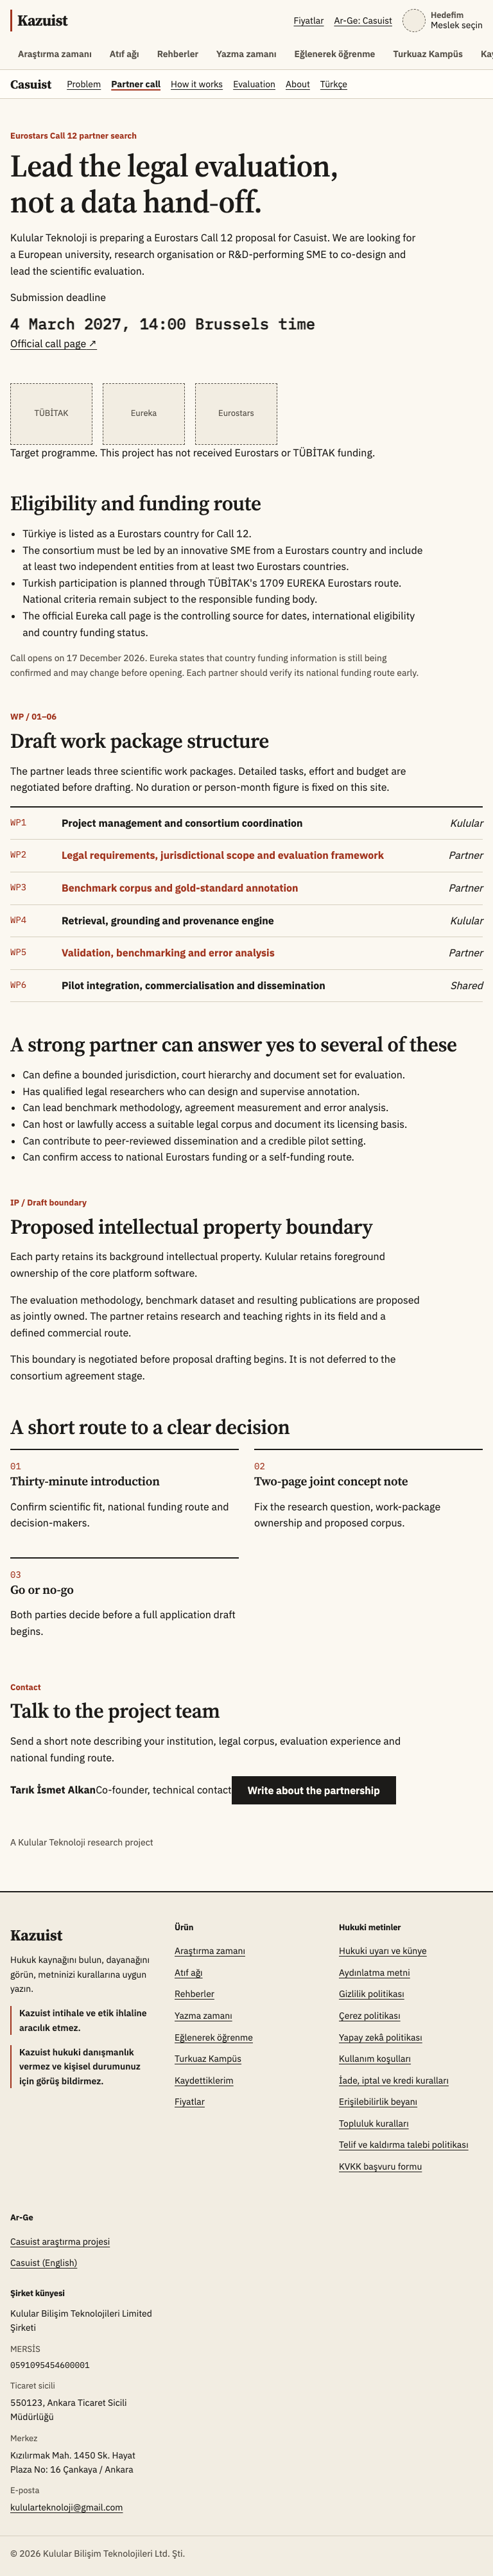 Kazuist
Fiyatlar
Ar-Ge: Casuist
Hedefim
Meslek seçin
Araştırma zamanı
Atıf ağı
Rehberler
Yazma zamanı
Eğlenerek öğrenme
Turkuaz Kampüs
Casuist
Problem
Partner call
How it works
Evaluation
About
Türkçe
Eurostars Call 12 partner search
Lead the legal evaluation,
not a data hand-off.
Kulular Teknoloji is preparing a Eurostars Call 12 proposal for Casuist. We are looking for
a European university, research organisation or R&D-performing SME to co-design and
lead the scientific evaluation.
Submission deadline
4 March 2027, 14:00 Brussels time
Official call page ↗
TÜBİTAK
Eureka
Eurostars
Target programme. This project has not received Eurostars or TÜBİTAK funding.
Eligibility and funding route
• Türkiye is listed as a Eurostars country for Call 12.
• The consortium must be led by an innovative SME from a Eurostars country and include
at least two independent entities from at least two Eurostars countries.
• Turkish participation is planned through TÜBİTAK's 1709 EUREKA Eurostars route.
National criteria remain subject to the responsible funding body.
• The official Eureka call page is the controlling source for dates, international eligibility
and country funding status.
Call opens on 17 December 2026. Eureka states that country funding information is still being
confirmed and may change before opening. Each partner should verify its national funding route early.
WP / 01–06
Draft work package structure
The partner leads three scientific work packages. Detailed tasks, effort and budget are
negotiated before drafting. No duration or person-month figure is fixed on this site.
WP1 Project management and consortium coordination Kulular
WP2 Legal requirements, jurisdictional scope and evaluation framework Partner
WP3 Benchmark corpus and gold-standard annotation Partner
WP4 Retrieval, grounding and provenance engine Kulular
WP5 Validation, benchmarking and error analysis Partner
WP6 Pilot integration, commercialisation and dissemination Shared
A strong partner can answer yes to several of these
• Can define a bounded jurisdiction, court hierarchy and document set for evaluation.
• Has qualified legal researchers who can design and supervise annotation.
• Can lead benchmark methodology, agreement measurement and error analysis.
• Can host or lawfully access a suitable legal corpus and document its licensing basis.
• Can contribute to peer-reviewed dissemination and a credible pilot setting.
• Can confirm access to national Eurostars funding or a self-funding route.
IP / Draft boundary
Proposed intellectual property boundary
Each party retains its background intellectual property. Kulular retains foreground
ownership of the core platform software.
The evaluation methodology, benchmark dataset and resulting publications are proposed
as jointly owned. The partner retains research and teaching rights in its field and a
defined commercial route.
This boundary is negotiated before proposal drafting begins. It is not deferred to the
consortium agreement stage.
A short route to a clear decision
01
Thirty-minute introduction
Confirm scientific fit, national funding route and
decision-makers.
02
Two-page joint concept note
Fix the research question, work-package
ownership and proposed corpus.
03
Go or no-go
Both parties decide before a full application draft
begins.
Contact
Talk to the project team
Send a short note describing your institution, legal corpus, evaluation experience and
national funding route.
Tarık İsmet AlkanCo-founder, technical contact
Write about the partnership
A Kulular Teknoloji research project
Kazuist
Hukuk kaynağını bulun, dayanağını
görün, metninizi kurallarına uygun
yazın.
Kazuist intihale ve etik ihlaline
aracılık etmez.
Kazuist hukuki danışmanlık
vermez ve kişisel durumunuz
için görüş bildirmez.
Ürün
Araştırma zamanı
Atıf ağı
Rehberler
Yazma zamanı
Eğlenerek öğrenme
Turkuaz Kampüs
Kaydettiklerim
Fiyatlar
Hukuki metinler
Hukuki uyarı ve künye
Aydınlatma metni
Gizlilik politikası
Çerez politikası
Yapay zekâ politikası
Kullanım koşulları
İade, iptal ve kredi kuralları
Erişilebilirlik beyanı
Topluluk kuralları
Telif ve kaldırma talebi politikası
KVKK başvuru formu
Ar-Ge
Casuist araştırma projesi
Casuist (English)
Şirket künyesi
Kulular Bilişim Teknolojileri Limited
Şirketi
MERSİS
0591095454600001
Ticaret sicili
550123, Ankara Ticaret Sicili
Müdürlüğü
Merkez
Kızılırmak Mah. 1450 Sk. Hayat
Plaza No: 16 Çankaya / Ankara
E-posta
kulularteknoloji@gmail.com
© 2026 Kulular Bilişim Teknolojileri Ltd. Şti.